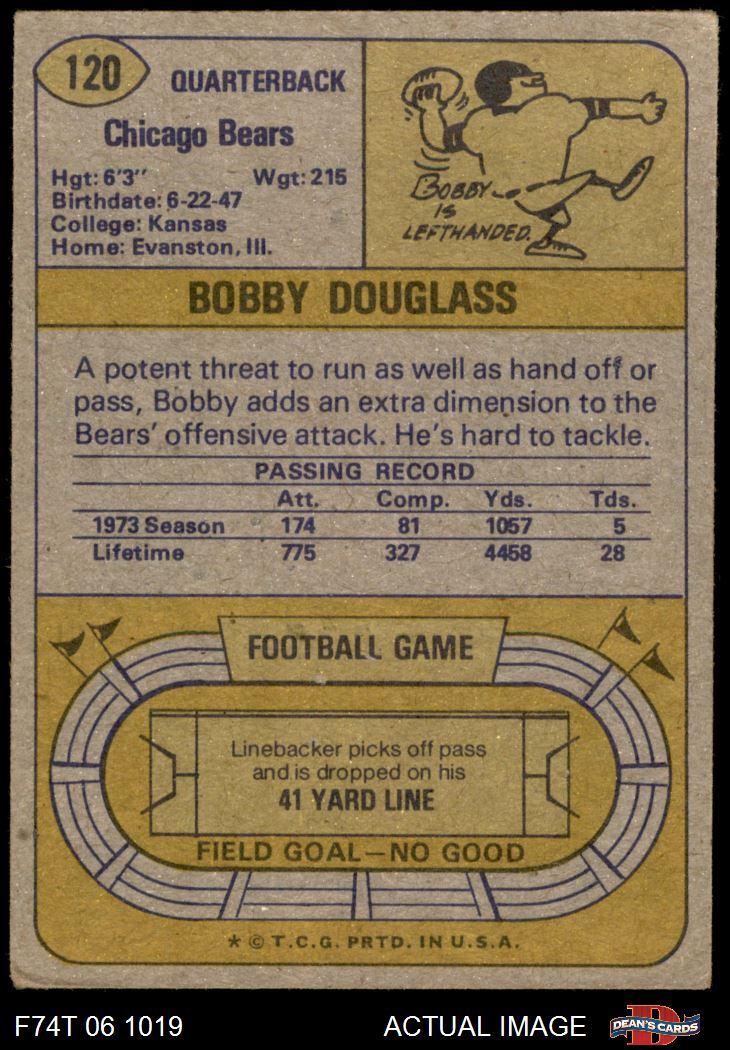 120
QUARTERBACK
Chicago Bears
Hgt: 6'3'' Wgt: 215
Birthdate: 6-22-47
College: Kansas
Home: Evanston, Ill.
BOBBY
IS
LEFTHANDED.
BOBBY DOUGLASS
A potent threat to run as well as hand off or
pass, Bobby adds an extra dimension to the
Bears' offensive attack. He's hard to tackle.
PASSING RECORD
Att. Comp. Yds. Tds.
1973 Season 174 81 1057 5
Lifetime 775 327 4458 28
FOOTBALL GAME
Linebacker picks off pass
and is dropped on his
41 YARD LINE
FIELD GOAL—NO GOOD
* © T.C.G. PRTD. IN U.S.A.
F74T 06 1019 ACTUAL IMAGE
D
DEAN'S CARDS